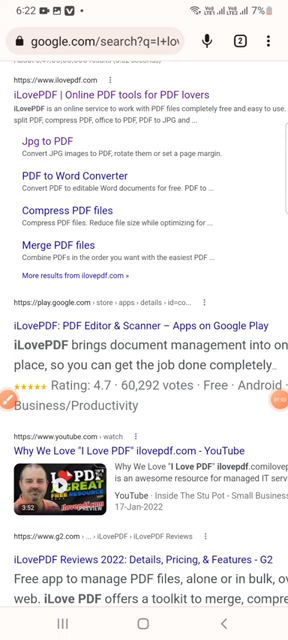 6:22
7%
google.com/search?q=I+lov
2
https://www.ilovepdf.com
iLovePDF | Online PDF tools for PDF lovers
iLovePDF is an online service to work with PDF files completely free and easy to use.
split PDF, compress PDF, office to PDF, PDF to JPG and ...
Jpg to PDF
Convert JPG images to PDF, rotate them or set a page margin.
PDF to Word Converter
Convert PDF to editable Word documents for free. PDF to ...
Compress PDF files
Compress PDF files. Reduce file size while optimizing for ...
Merge PDF files
Combine PDFs in the order you want with the easiest PDF ...
More results from ilovepdf.com »
https://play.google.com › store › apps › details › id=co...
iLovePDF: PDF Editor & Scanner – Apps on Google Play
iLovePDF brings document management into on
place, so you can get the job done completely..
Rating: 4.7 · 60,292 votes · Free · Android ·
Business/Productivity
https://www.youtube.com › watch
Why We Love "I Love PDF" ilovepdf.com - YouTube
Why We Love "I Love PDF" ilovepdf.comilovep
is an awesome resource for managed IT serv
YouTube · Inside The Stu Pot - Small Business
17-Jan-2022
I PDF
GREAT
FREE RESOURCE
PREVIEW
3:52
https://www.g2.com › ... › iLovePDF › iLovePDF Reviews
iLovePDF Reviews 2022: Details, Pricing, & Features - G2
Free app to manage PDF files, alone or in bulk, ov
web. iLove PDF offers a toolkit to merge, compre